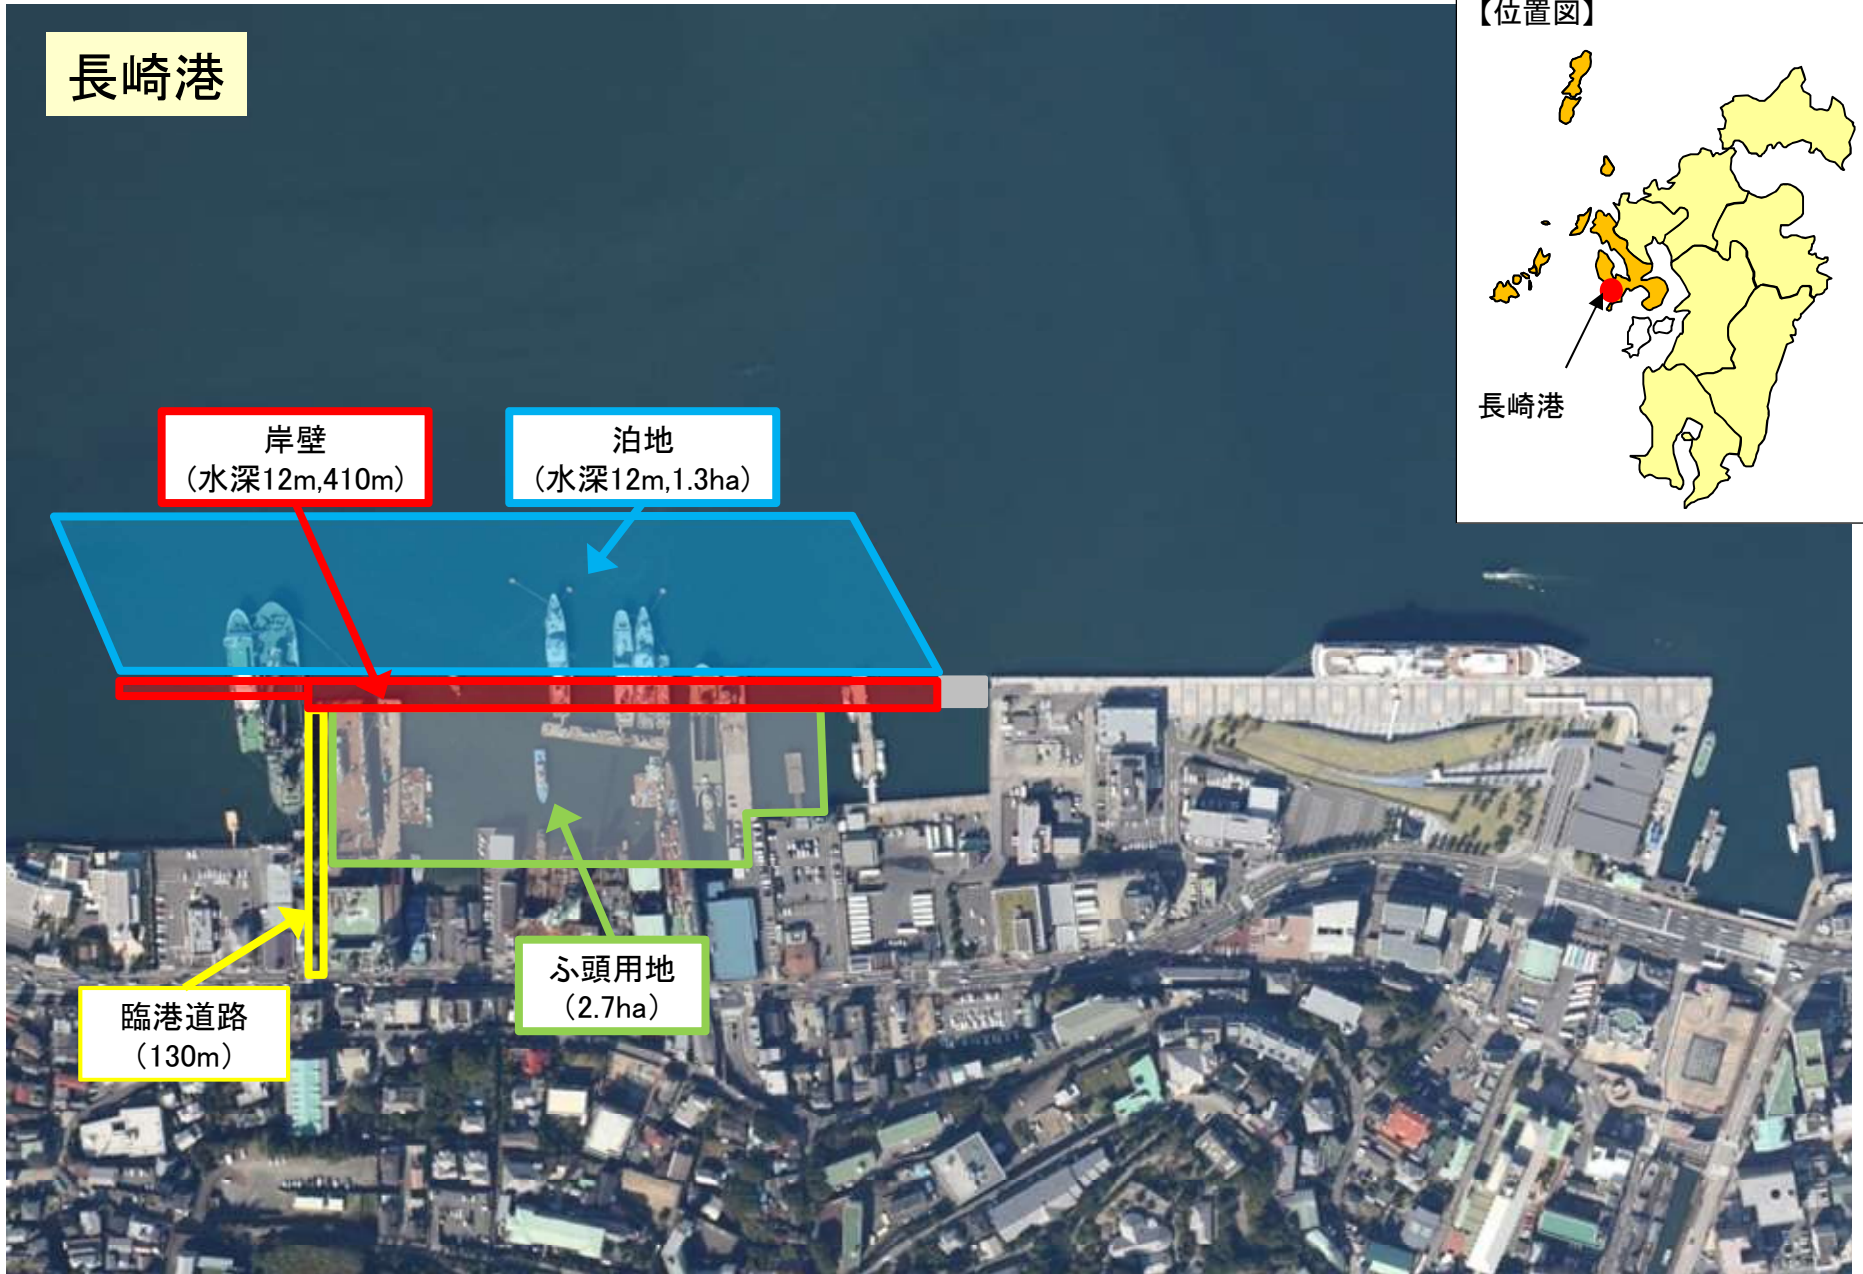 長崎港
【位置図】
長崎港
岸壁
（水深12m,410m）
泊地
（水深12m,1.3ha）
ふ頭用地
（2.7ha）
臨港道路
（130m）